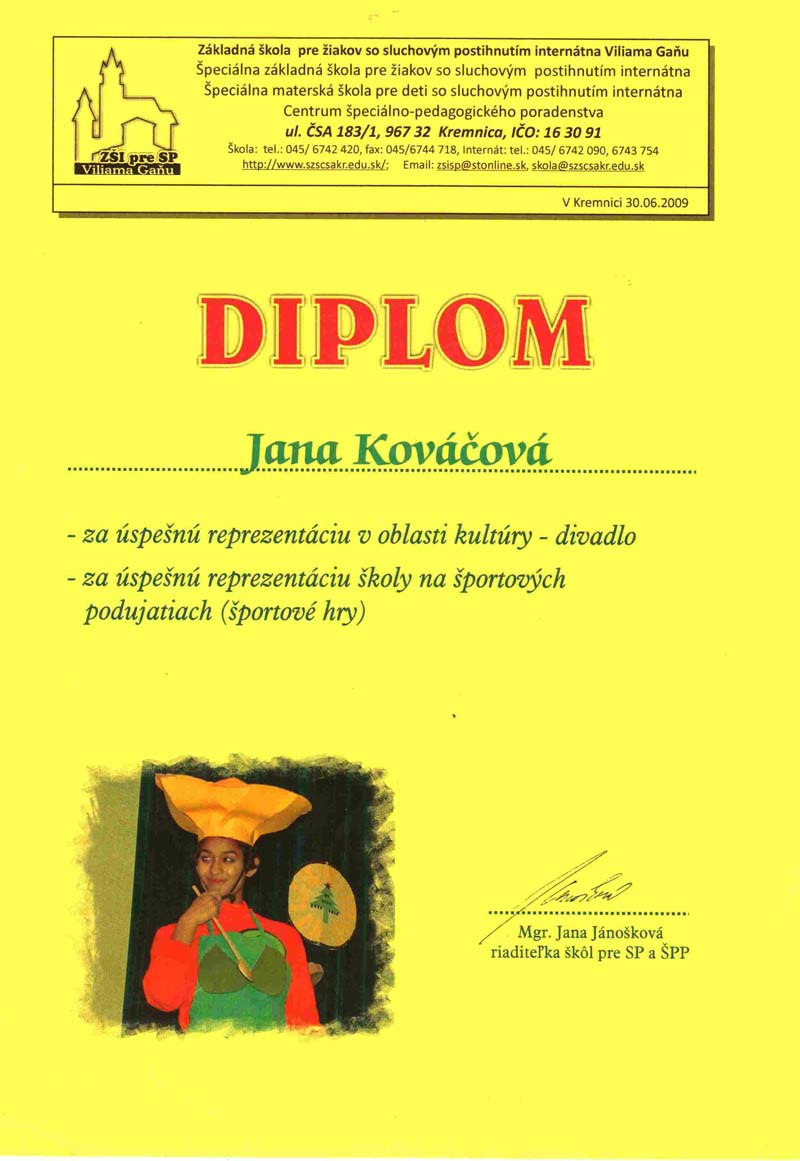 Základná škola pre žiakov so sluchovým postihnutím internátna Viliama Gaňu
Špeciálna základná škola pre žiakov so sluchovým postihnutím internátna
Špeciálna materská škola pre deti so sluchovým postihnutím internátna
Centrum špeciálno-pedagogického poradenstva
ul. ČSA 183/1, 967 32 Kremnica, IČO: 16 30 91
Škola: tel.: 045/ 6742 420, fax: 045/6744 718, Internát: tel.: 045/ 6742 090, 6743 754
http://www.szscsakr.edu.sk/; Email: zsisp@stonline.sk, skola@szscsakr.edu.sk
ZŠI pre SP
Viliama Gaňu
V Kremnici 30.06.2009
DIPLOM
Jana Kováčová
- za úspešnú reprezentáciu v oblasti kultúry - divadlo
- za úspešnú reprezentáciu školy na športových
podujatiach (športové hry)
Mgr. Jana Jánošková
riaditeľka škôl pre SP a ŠPP